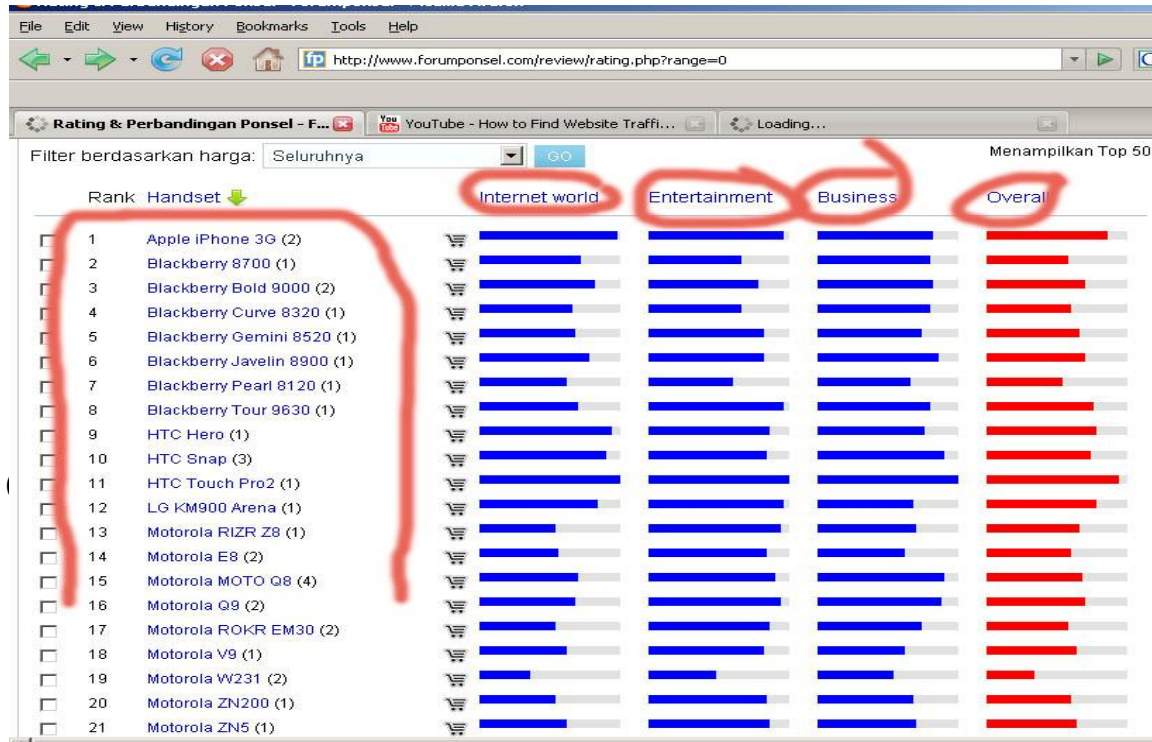 File Edit View History Bookmarks Tools Help
http://www.forumponsel.com/review/rating.php?range=0
Rating & Perbandingan Ponsel - F... YouTube - How to Find Website Traffi... Loading...
Filter berdasarkan harga: Seluruhnya GO Menampilkan Top 50
Rank Handset Internet world Entertainment Business Overall
1 Apple iPhone 3G (2)
2 Blackberry 8700 (1)
3 Blackberry Bold 9000 (2)
4 Blackberry Curve 8320 (1)
5 Blackberry Gemini 8520 (1)
6 Blackberry Javelin 8900 (1)
7 Blackberry Pearl 8120 (1)
8 Blackberry Tour 9630 (1)
9 HTC Hero (1)
10 HTC Snap (3)
11 HTC Touch Pro2 (1)
12 LG KM900 Arena (1)
13 Motorola RIZR Z8 (1)
14 Motorola E8 (2)
15 Motorola MOTO Q8 (4)
16 Motorola Q9 (2)
17 Motorola ROKR EM30 (2)
18 Motorola V9 (1)
19 Motorola W231 (2)
20 Motorola ZN200 (1)
21 Motorola ZN5 (1)